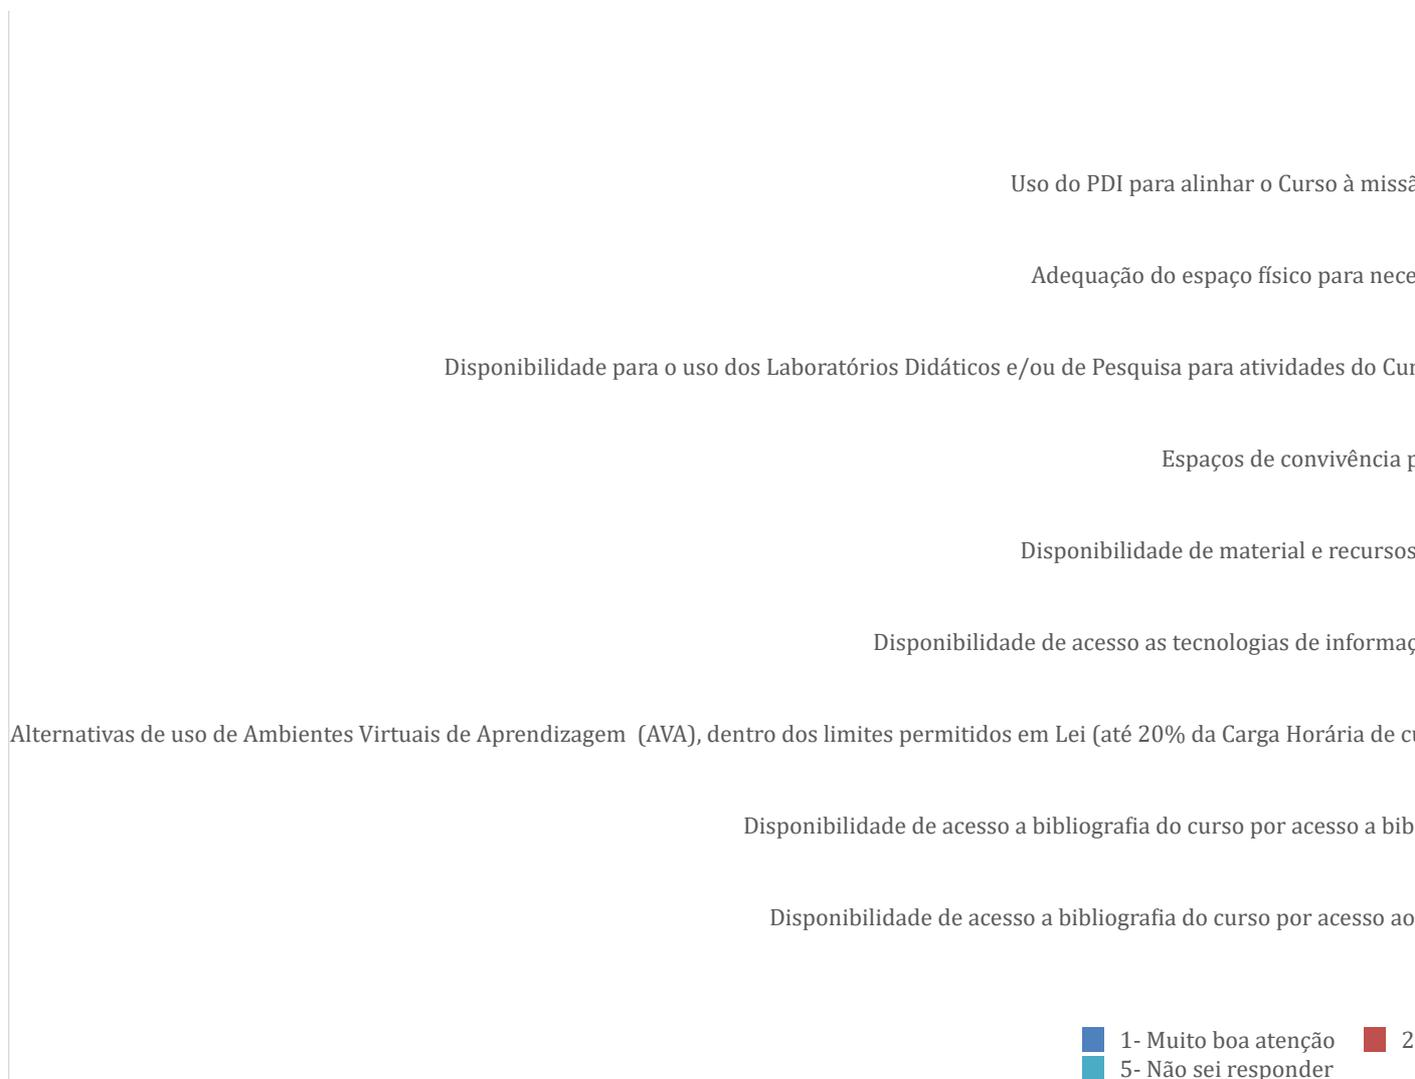 Uso do PDI para alinhar o Curso à missã
Adequação do espaço físico para nece
Disponibilidade para o uso dos Laboratórios Didáticos e/ou de Pesquisa para atividades do Cur
Espaços de convivência p
Disponibilidade de material e recursos
Disponibilidade de acesso as tecnologias de informaç
Alternativas de uso de Ambientes Virtuais de Aprendizagem  (AVA), dentro dos limites permitidos em Lei (até 20% da Carga Horária de cu
Disponibilidade de acesso a bibliografia do curso por acesso a bib
Disponibilidade de acesso a bibliografia do curso por acesso ao
1- Muito boa atenção 2
5- Não sei responder